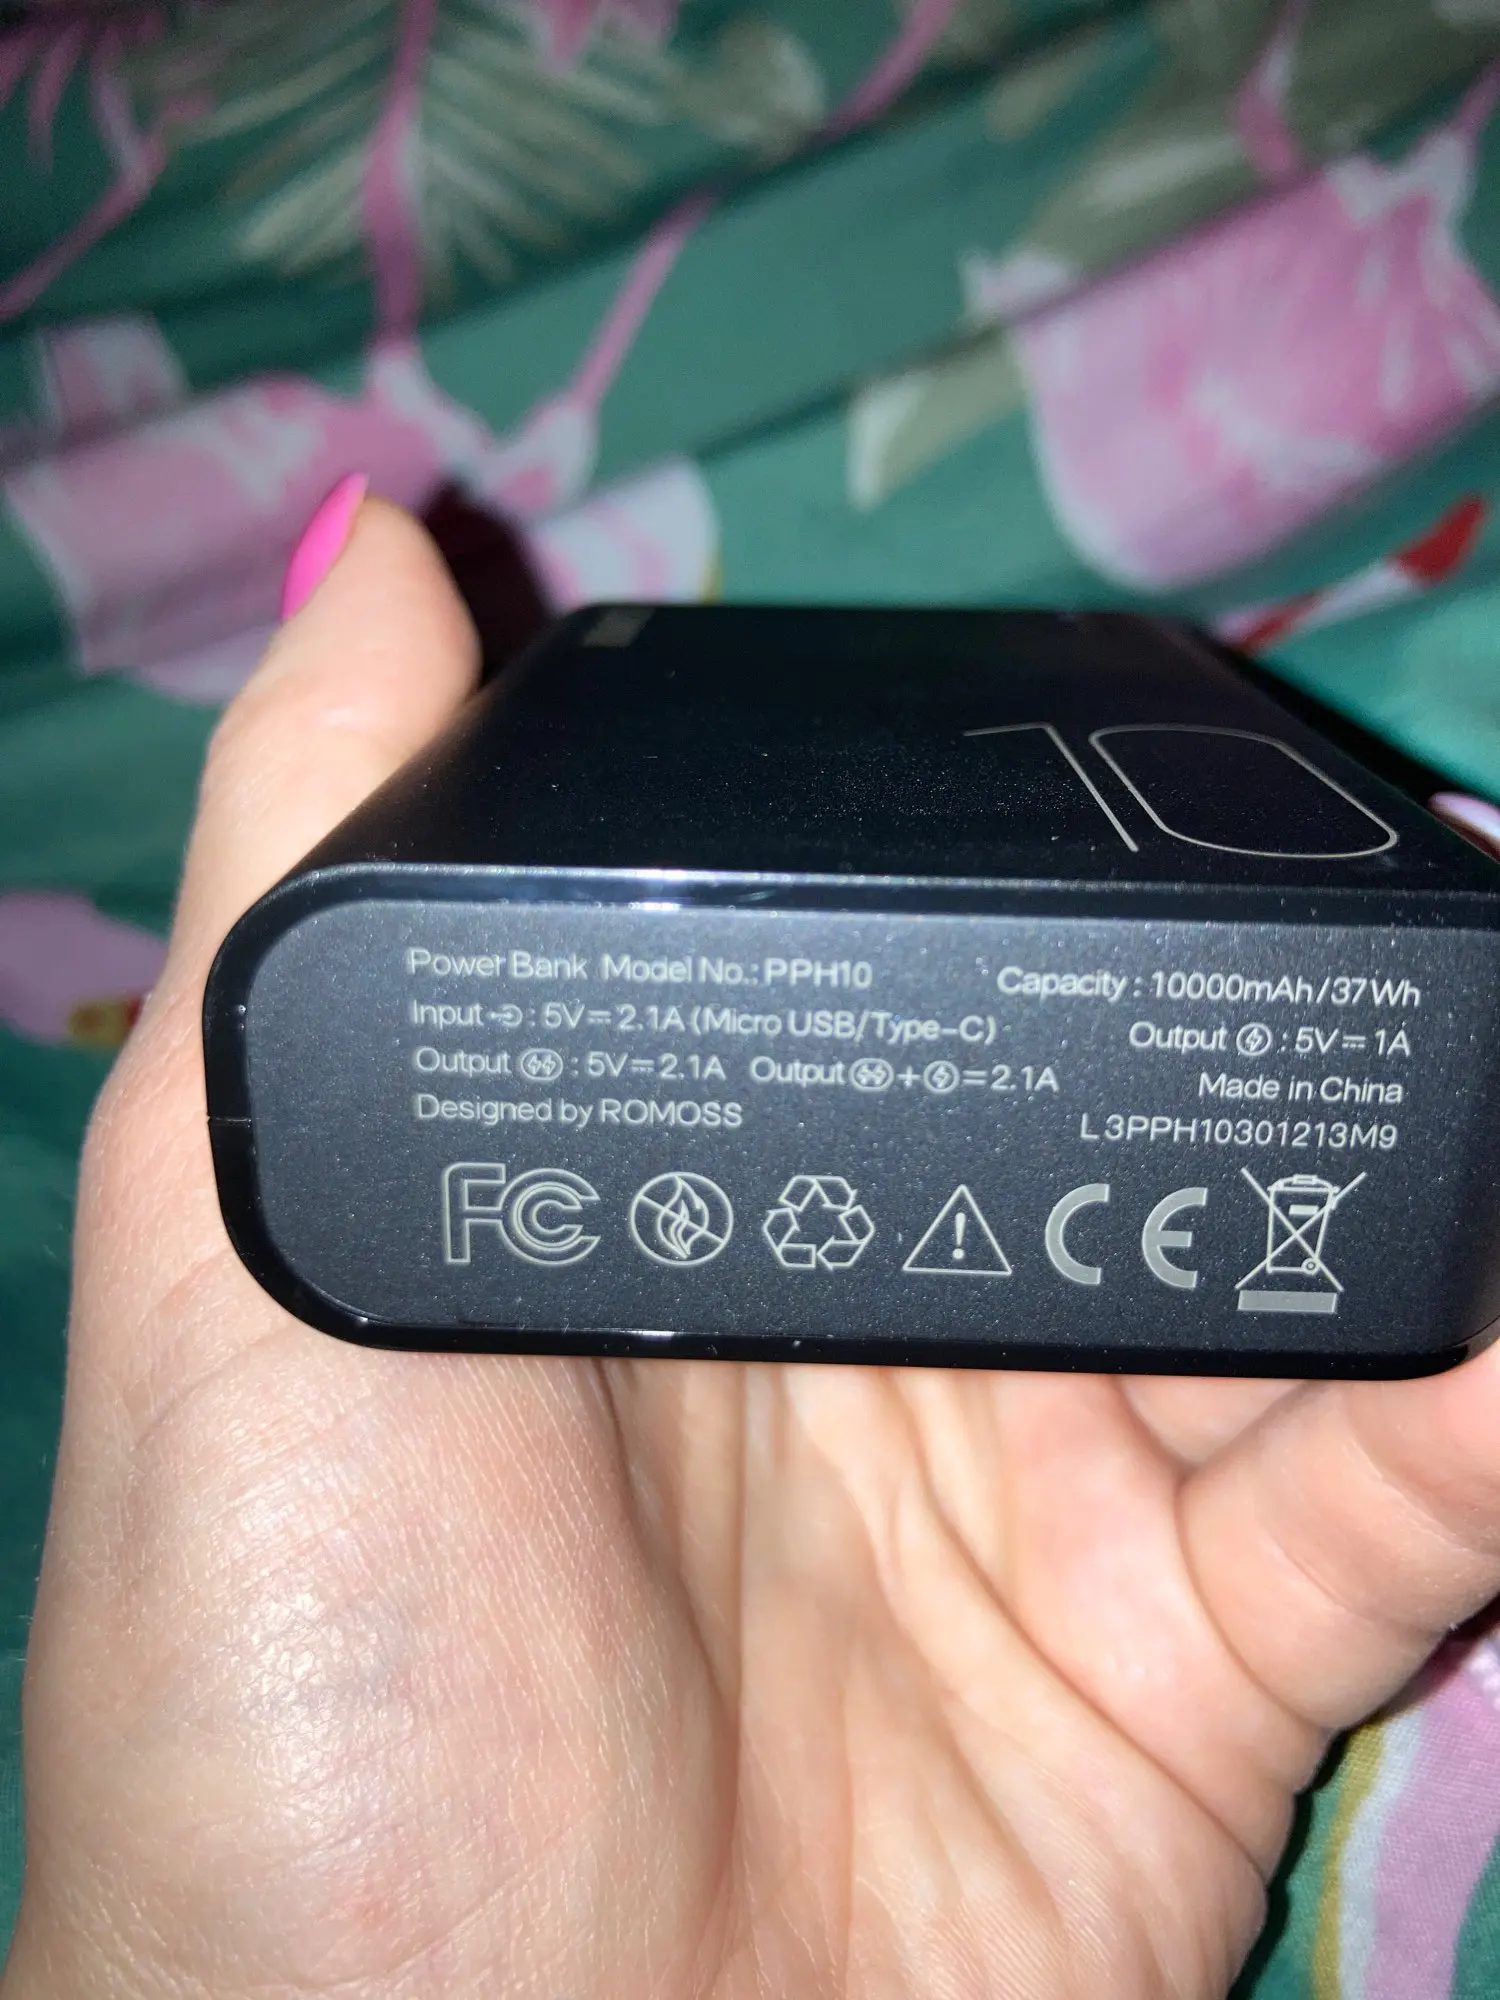 10
Power Bank Model No.: PPH10
Capacity : 10000mAh/37Wh
Input : 5V=2.1A (Micro USB/Type-C)
Output : 5V=1A
Output : 5V=2.1A Output + =2.1A
Made in China
Designed by ROMOSS
L3PPH10301213M9
FC CE